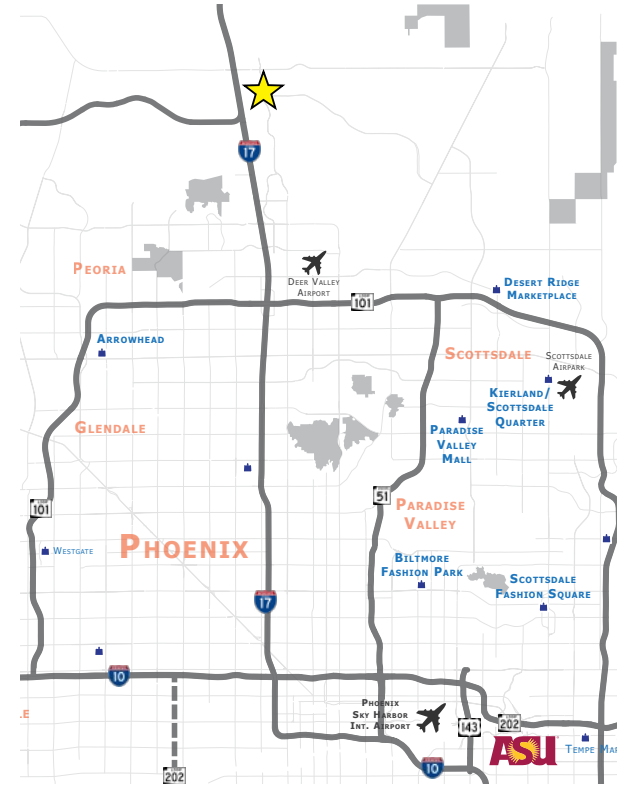 17
PEORIA
DEER VALLEY
AIRPORT
101
DESERT RIDGE
MARKETPLACE
ARROWHEAD
SCOTTSDALE
SCOTTSDALE
AIRPARK
KIERLAND/
SCOTTSDALE
QUARTER
GLENDALE
PARADISE
VALLEY
MALL
51
101
PARADISE
VALLEY
PHOENIX
WESTGATE
BILTMORE
FASHION PARK
SCOTTSDALE
FASHION SQUARE
17
10
PHOENIX
SKY HARBOR
INT. AIRPORT
143
202
ASU
TEMPE MAR
10
202